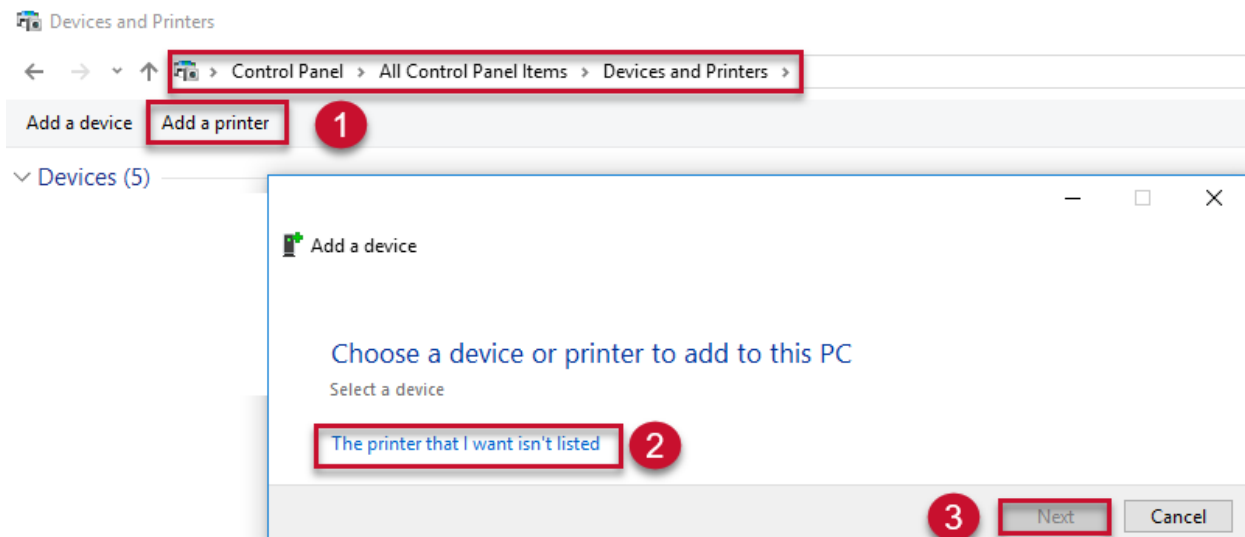 Devices and Printers
Control Panel > All Control Panel Items > Devices and Printers >
Add a device Add a printer 1
Devices (5)
Add a device
Choose a device or printer to add to this PC
Select a device
The printer that I want isn't listed 2
3 Next Cancel